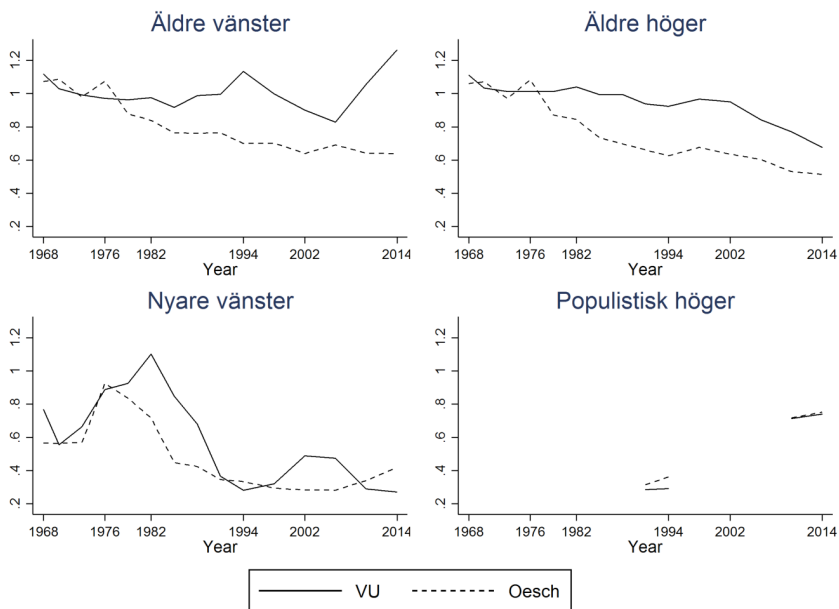 Äldre vänster
1.2
1
.8
.6
.4
.2
1968 1976 1982 1994 2002 2014
Year
Äldre höger
1.2
1
.8
.6
.4
.2
1968 1976 1982 1994 2002 2014
Year
Nyare vänster
1.2
1
.8
.6
.4
.2
1968 1976 1982 1994 2002 2014
Year
Populistisk höger
1.2
1
.8
.6
.4
.2
1968 1976 1982 1994 2002 2014
Year
VU Oesch